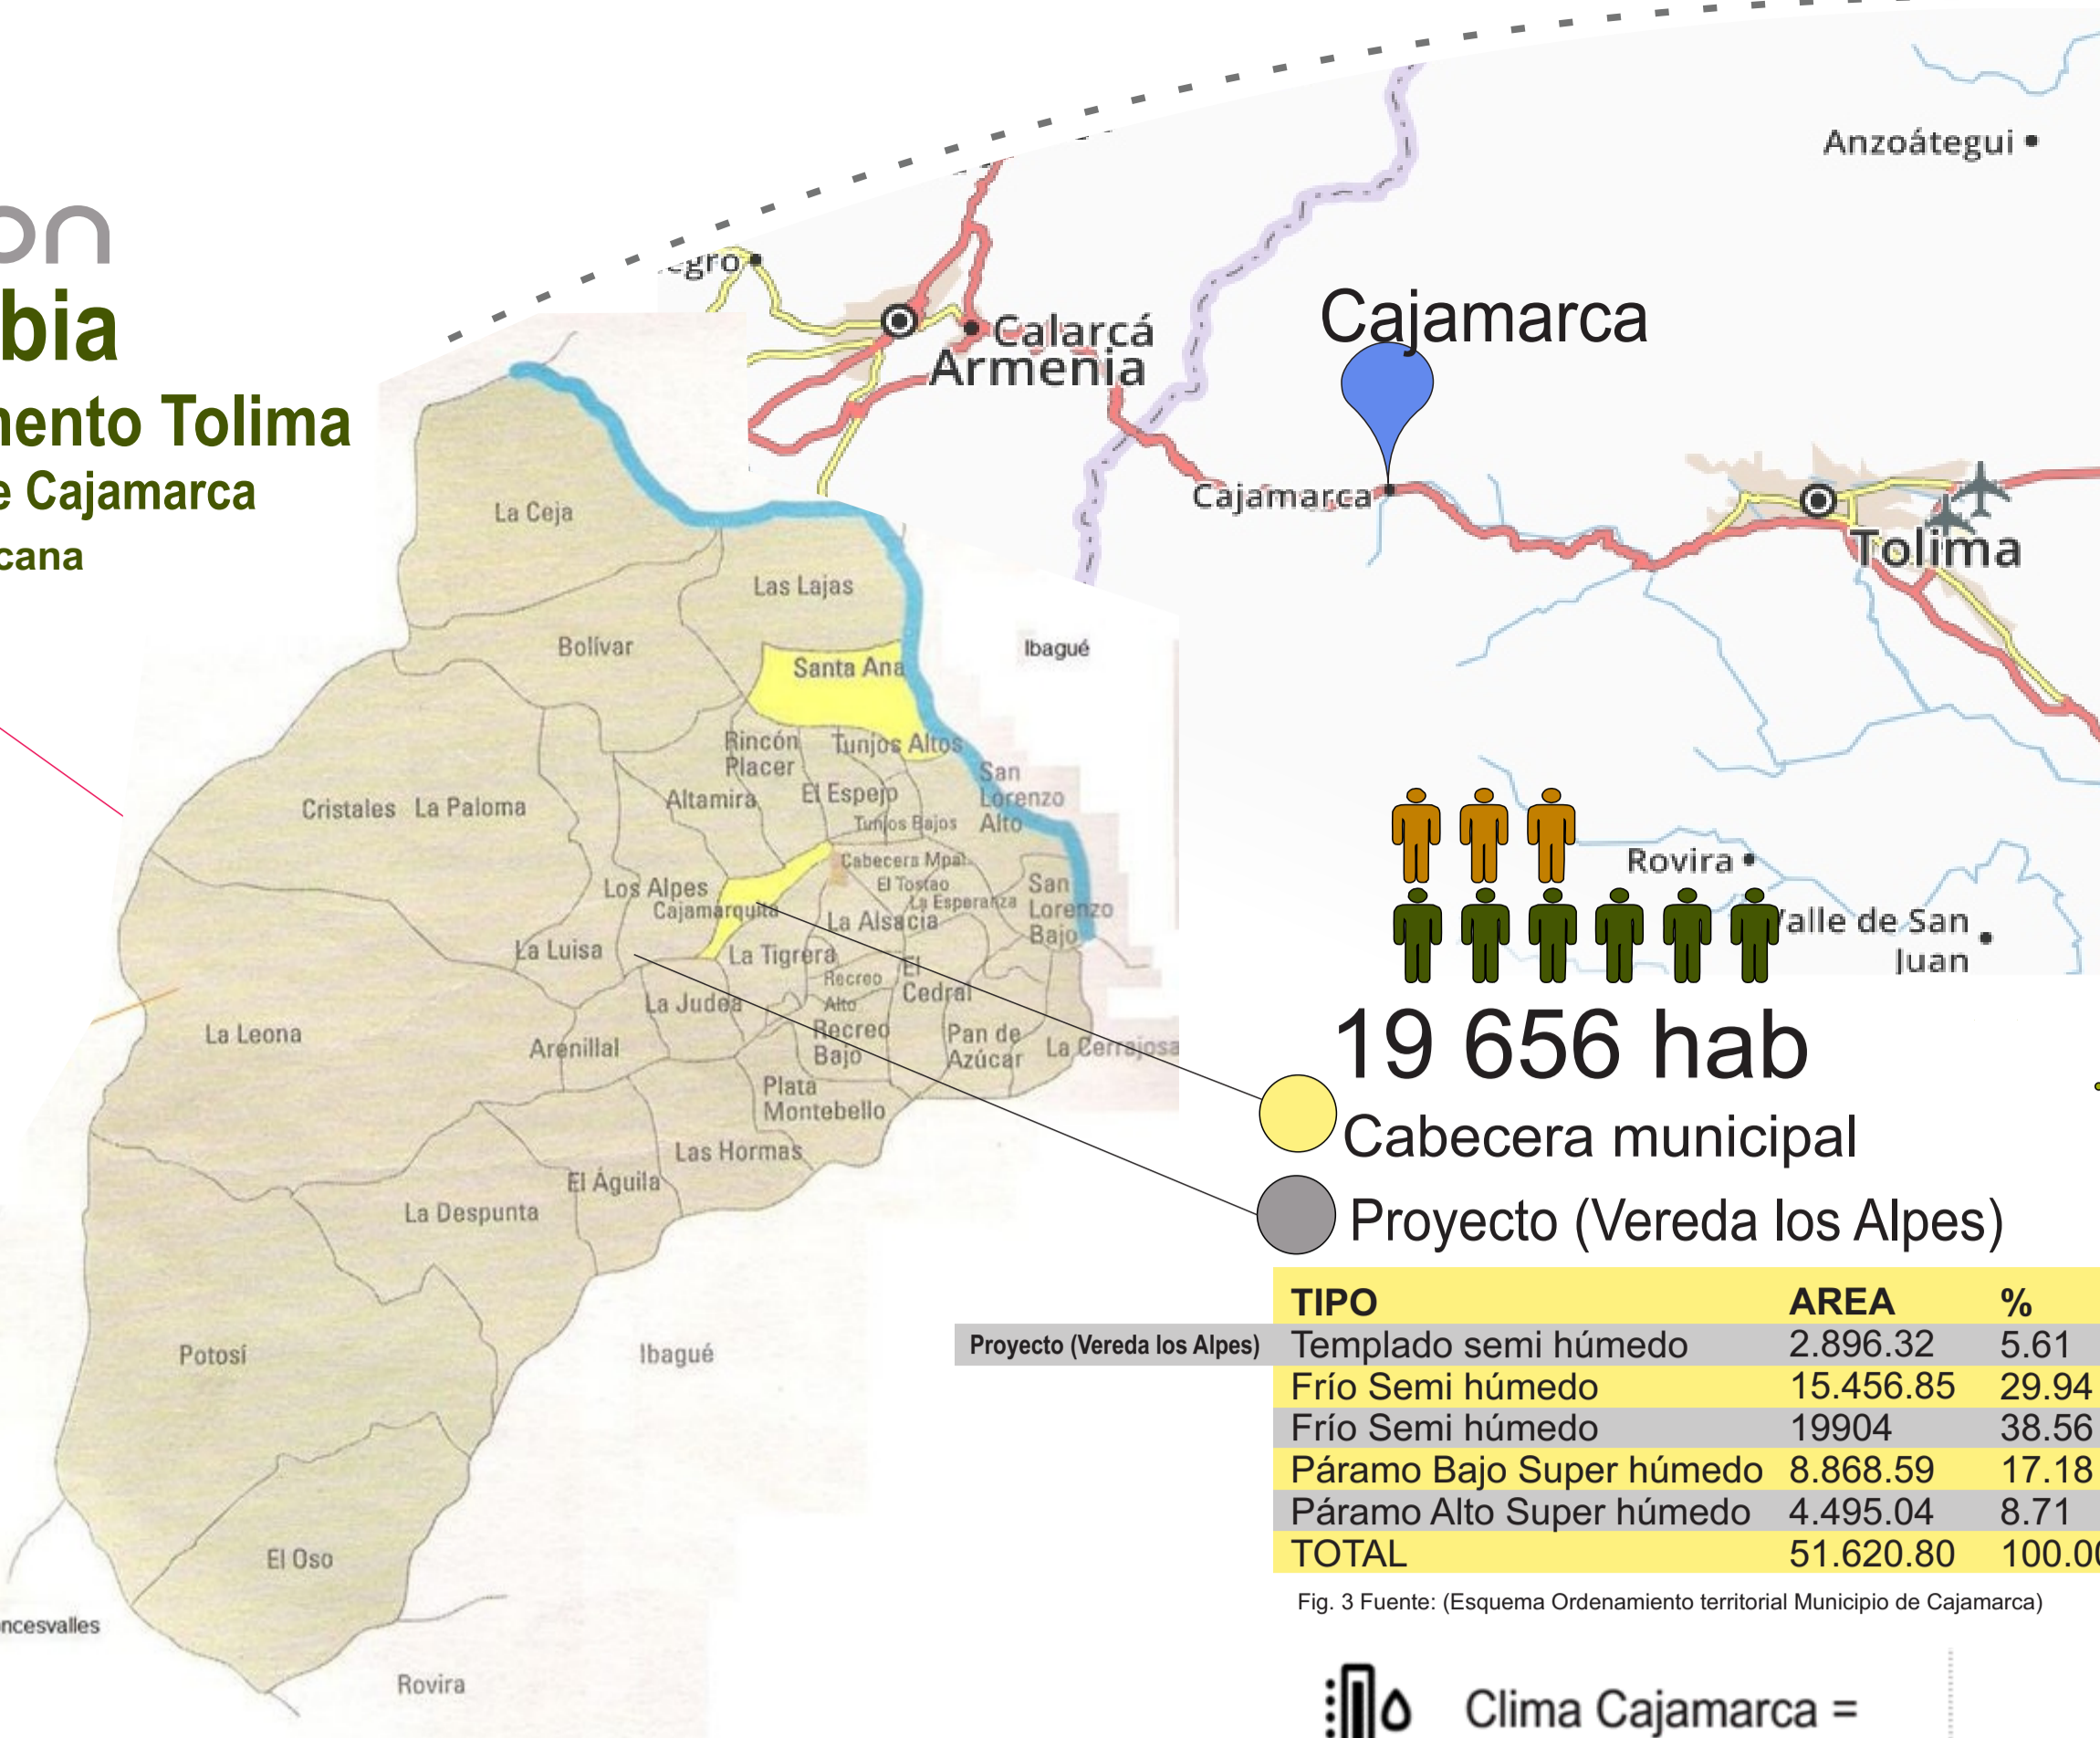 on
bia
mento Tolima
e Cajamarca
cana
egro
Calarcá
Armenia
Anzoátegui
Cajamarca
Cajamarca
Tolima
Rovira
Valle de San
Juan
La Ceja
Las Lajas
Bolívar
Santa Ana
Ibagué
Rincón
Placer
Tunjos Altos
San
Lorenzo
Alto
Cristales La Paloma
Altamira
El Espejo
Tunjos Bajos
Cabecera Mpal.
El Tostao
La Esperanza
San
Lorenzo
Bajo
Los Alpes
Cajamarquita
La Alsacia
La Luisa
La Tigrera
Recreo
Alto
El
Cedral
La Judea
La Leona
Arenillal
Recreo
Bajo
Pan de
Azúcar
La Cerrajosa
Plata
Montebello
Las Hormas
El Águila
La Despunta
Potosí
Ibagué
El Oso
ncesvalles
Rovira
19 656 hab
Cabecera municipal
Proyecto (Vereda los Alpes)
TIPO AREA %
Proyecto (Vereda los Alpes) Templado semi húmedo 2.896.32 5.61
Frío Semi húmedo 15.456.85 29.94
Frío Semi húmedo 19904 38.56
Páramo Bajo Super húmedo 8.868.59 17.18
Páramo Alto Super húmedo 4.495.04 8.71
TOTAL 51.620.80 100.00
Fig. 3 Fuente: (Esquema Ordenamiento territorial Municipio de Cajamarca)
Clima Cajamarca =